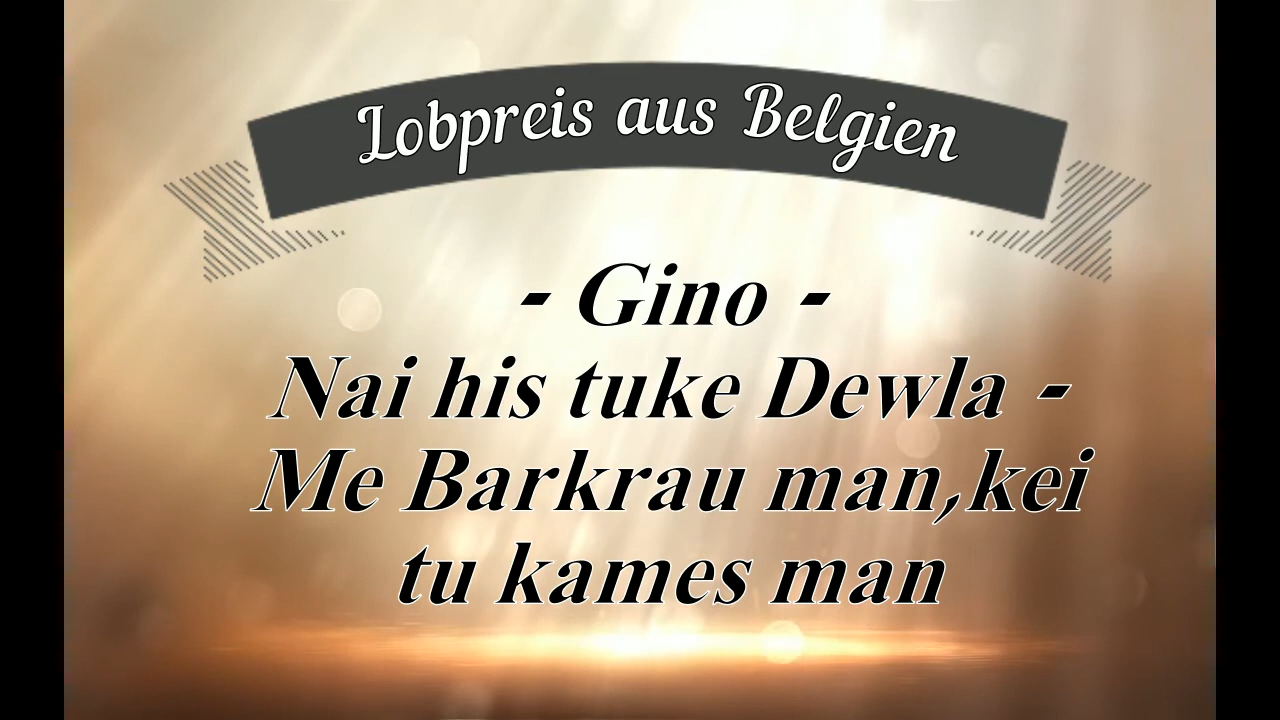 Lobpreis aus Belgien
- Gino -
Nai his tuke Dewla -
Me Barkrau man,kei
tu kames man